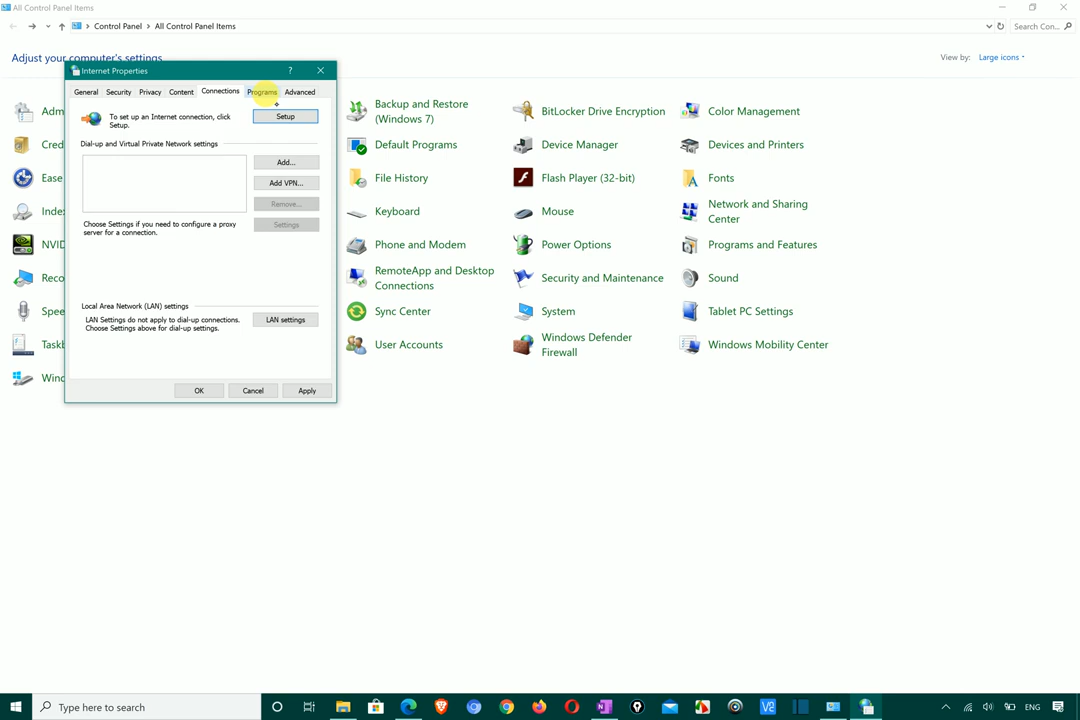 All Control Panel Items
Control Panel
All Control Panel Items
Search Con...
Adjust your computer's settings
View by: Large icons
Internet Properties
?
General
Security
Privacy
Content
Connections
Programs
Advanced
To set up an Internet connection, click
Setup.
Setup
Dial-up and Virtual Private Network settings
Add...
Add VPN...
Remove...
Choose Settings if you need to configure a proxy
server for a connection.
Settings
Local Area Network (LAN) settings
LAN Settings do not apply to dial-up connections.
Choose Settings above for dial-up settings.
LAN settings
OK
Cancel
Apply
Adm
Cred
Ease
Index
NVID
Reco
Spee
Taskb
Wind
Backup and Restore
(Windows 7)
BitLocker Drive Encryption
Color Management
Default Programs
Device Manager
Devices and Printers
File History
Flash Player (32-bit)
Fonts
Keyboard
Mouse
Network and Sharing
Center
Phone and Modem
Power Options
Programs and Features
RemoteApp and Desktop
Connections
Security and Maintenance
Sound
Sync Center
System
Tablet PC Settings
User Accounts
Windows Defender
Firewall
Windows Mobility Center
Type here to search
ENG